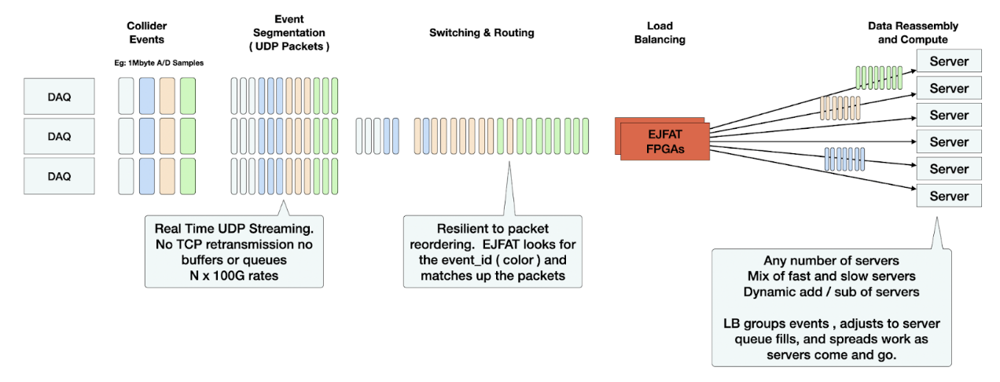 Collider
Events
Event
Segmentation
( UDP Packets )
Switching & Routing
Load
Balancing
Data Reassembly
and Compute
Eg: 1Mbyte A/D Samples
DAQ
DAQ
DAQ
EJFAT
FPGAs
Server
Server
Server
Server
Server
Server
Real Time UDP Streaming.
No TCP retransmission no
buffers or queues
N x 100G rates
Resilient to packet
reordering. EJFAT looks for
the event_id ( color ) and
matches up the packets
Any number of servers
Mix of fast and slow servers
Dynamic add / sub of servers
LB groups events , adjusts to server
queue fills, and spreads work as
servers come and go.